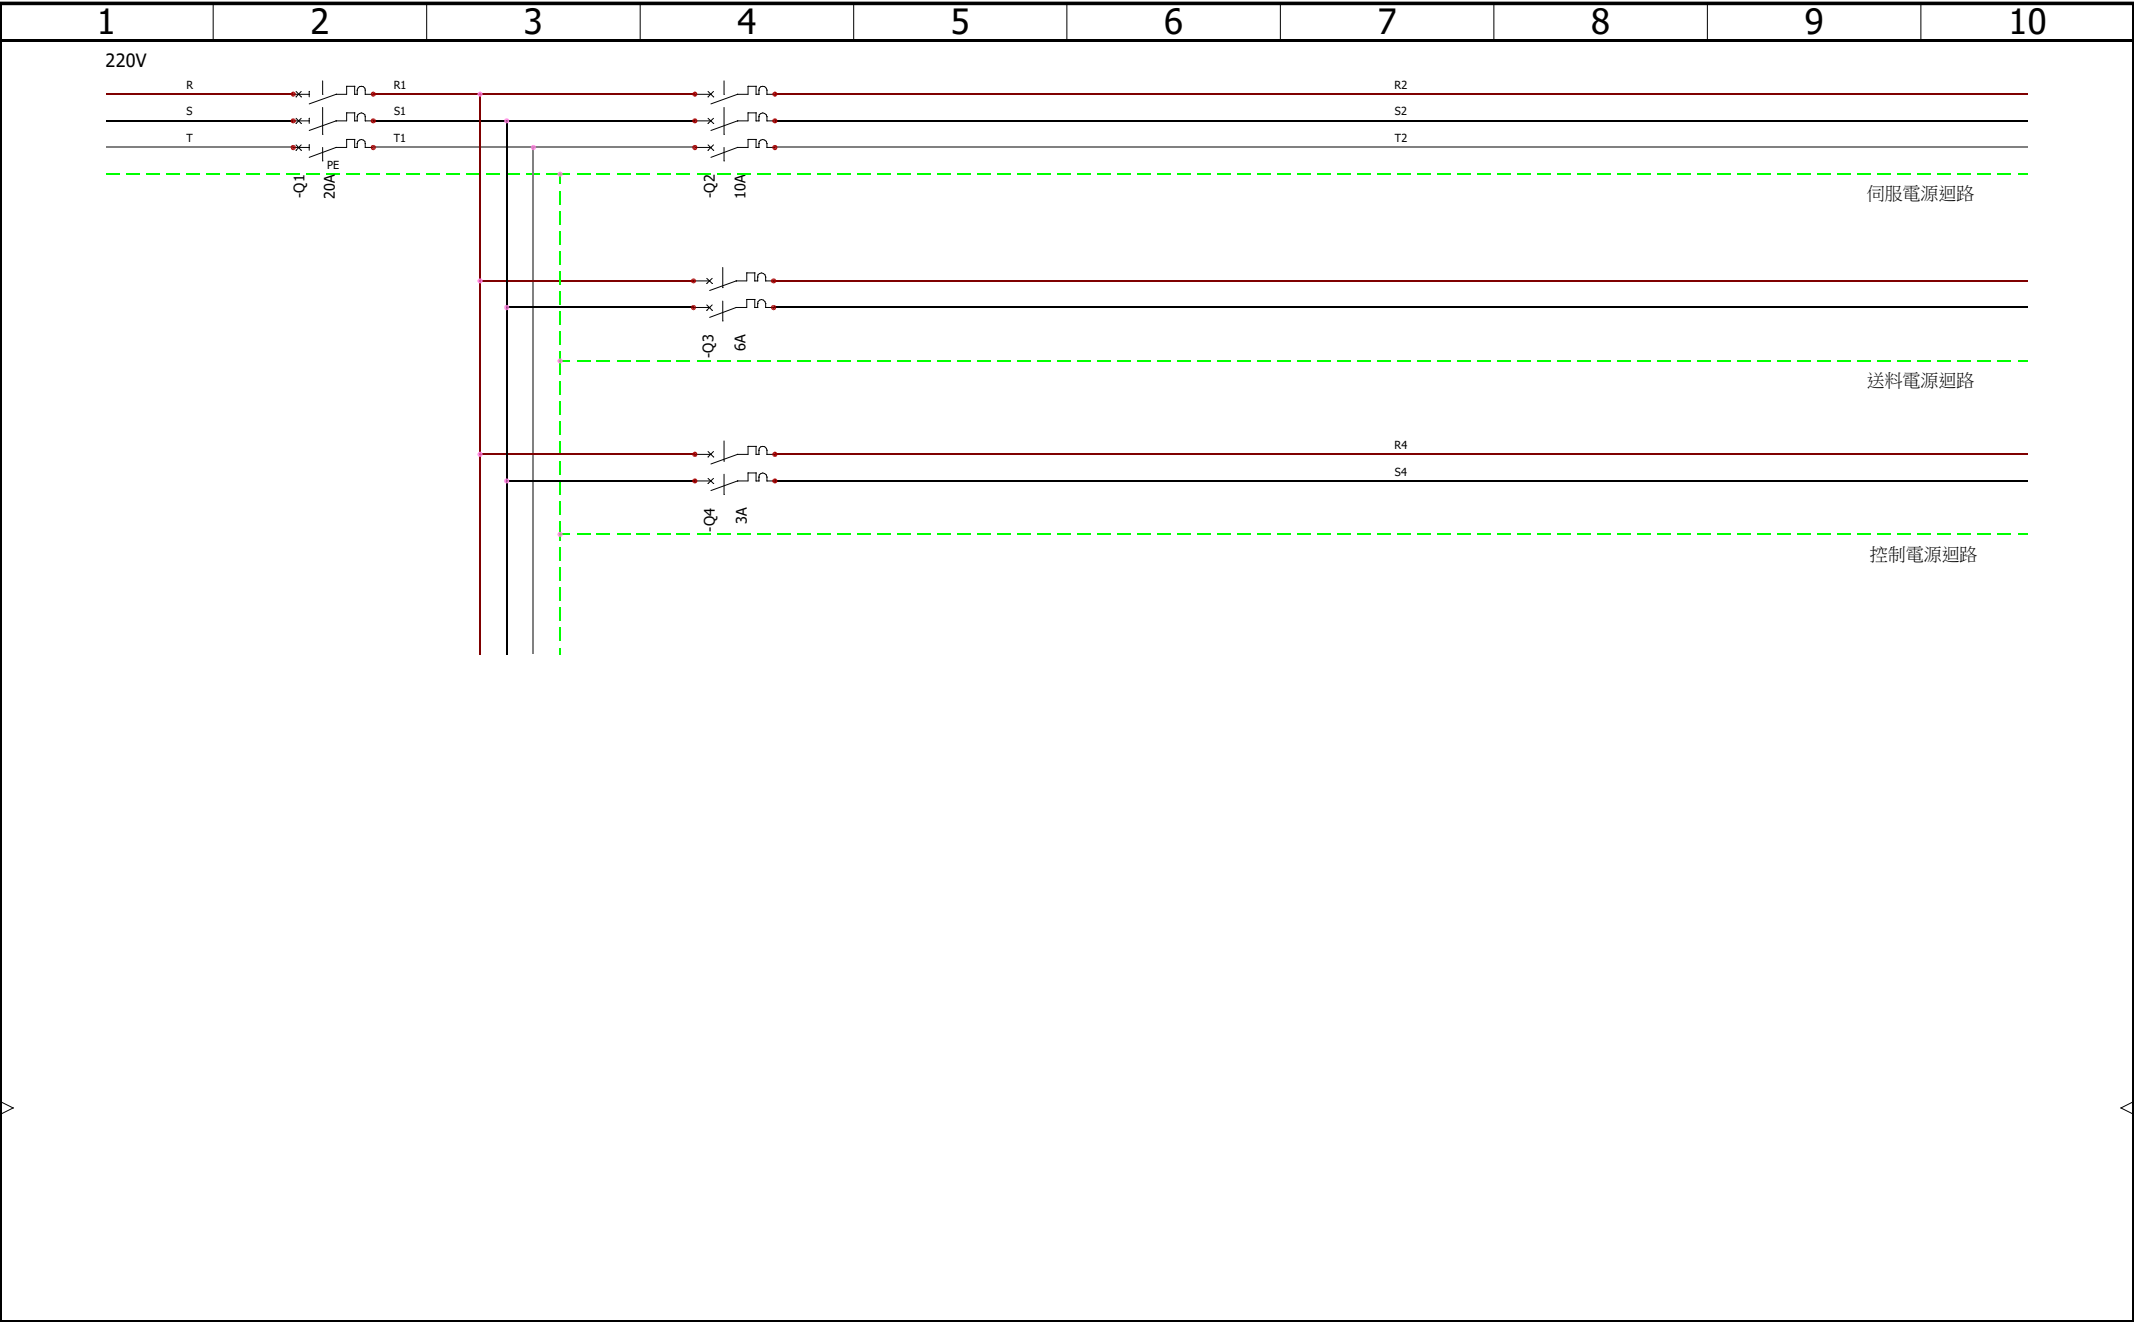 1 2 3 4 5 6 7 8 9 10
220V
R R1 R2
S S1 S2
T T1 T2
PE
-Q1 20A -Q2 10A
伺服電源迴路
-Q3 6A
送料電源迴路
R4
S4
-Q4 3A
控制電源迴路